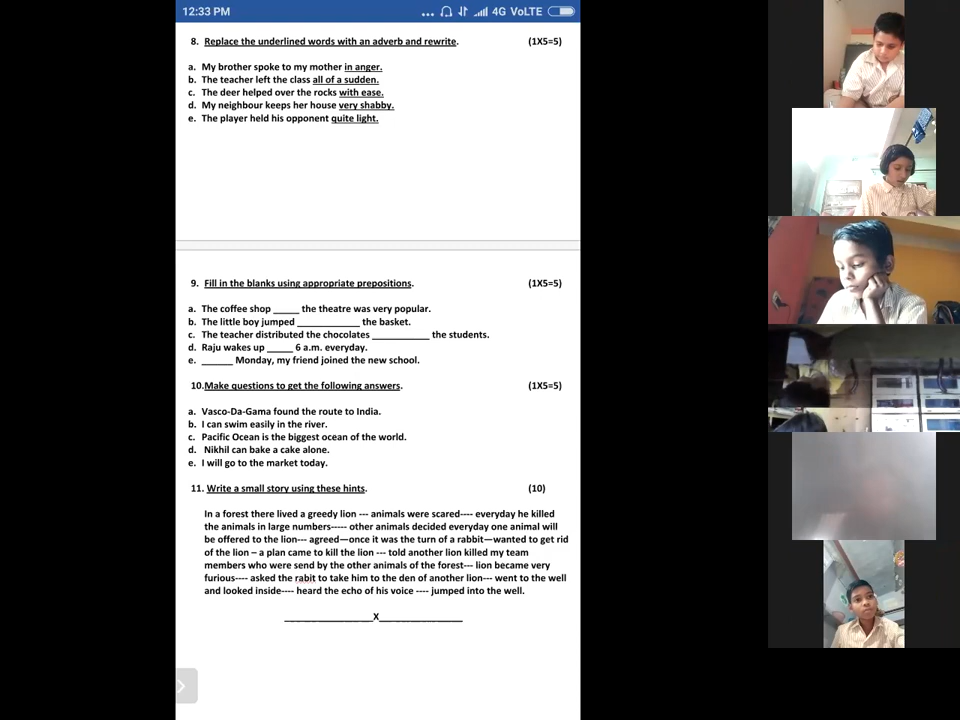 12:33 PM
... 4G VoLTE
8. Replace the underlined words with an adverb and rewrite. (1X5=5)
a. My brother spoke to my mother in anger.
b. The teacher left the class all of a sudden.
c. The deer helped over the rocks with ease.
d. My neighbour keeps her house very shabby.
e. The player held his opponent quite light.
9. Fill in the blanks using appropriate prepositions. (1X5=5)
a. The coffee shop _____ the theatre was very popular.
b. The little boy jumped ____________ the basket.
c. The teacher distributed the chocolates ___________ the students.
d. Raju wakes up _____ 6 a.m. everyday.
e. ______ Monday, my friend joined the new school.
10.Make questions to get the following answers. (1X5=5)
a. Vasco-Da-Gama found the route to India.
b. I can swim easily in the river.
c. Pacific Ocean is the biggest ocean of the world.
d. Nikhil can bake a cake alone.
e. I will go to the market today.
11. Write a small story using these hints. (10)
In a forest there lived a greedy lion --- animals were scared---- everyday he killed
the animals in large numbers----- other animals decided everyday one animal will
be offered to the lion--- agreed—once it was the turn of a rabbit—wanted to get rid
of the lion – a plan came to kill the lion --- told another lion killed my team
members who were send by the other animals of the forest--- lion became very
furious---- asked the rabit to take him to the den of another lion--- went to the well
and looked inside---- heard the echo of his voice ---- jumped into the well.
_________________X________________